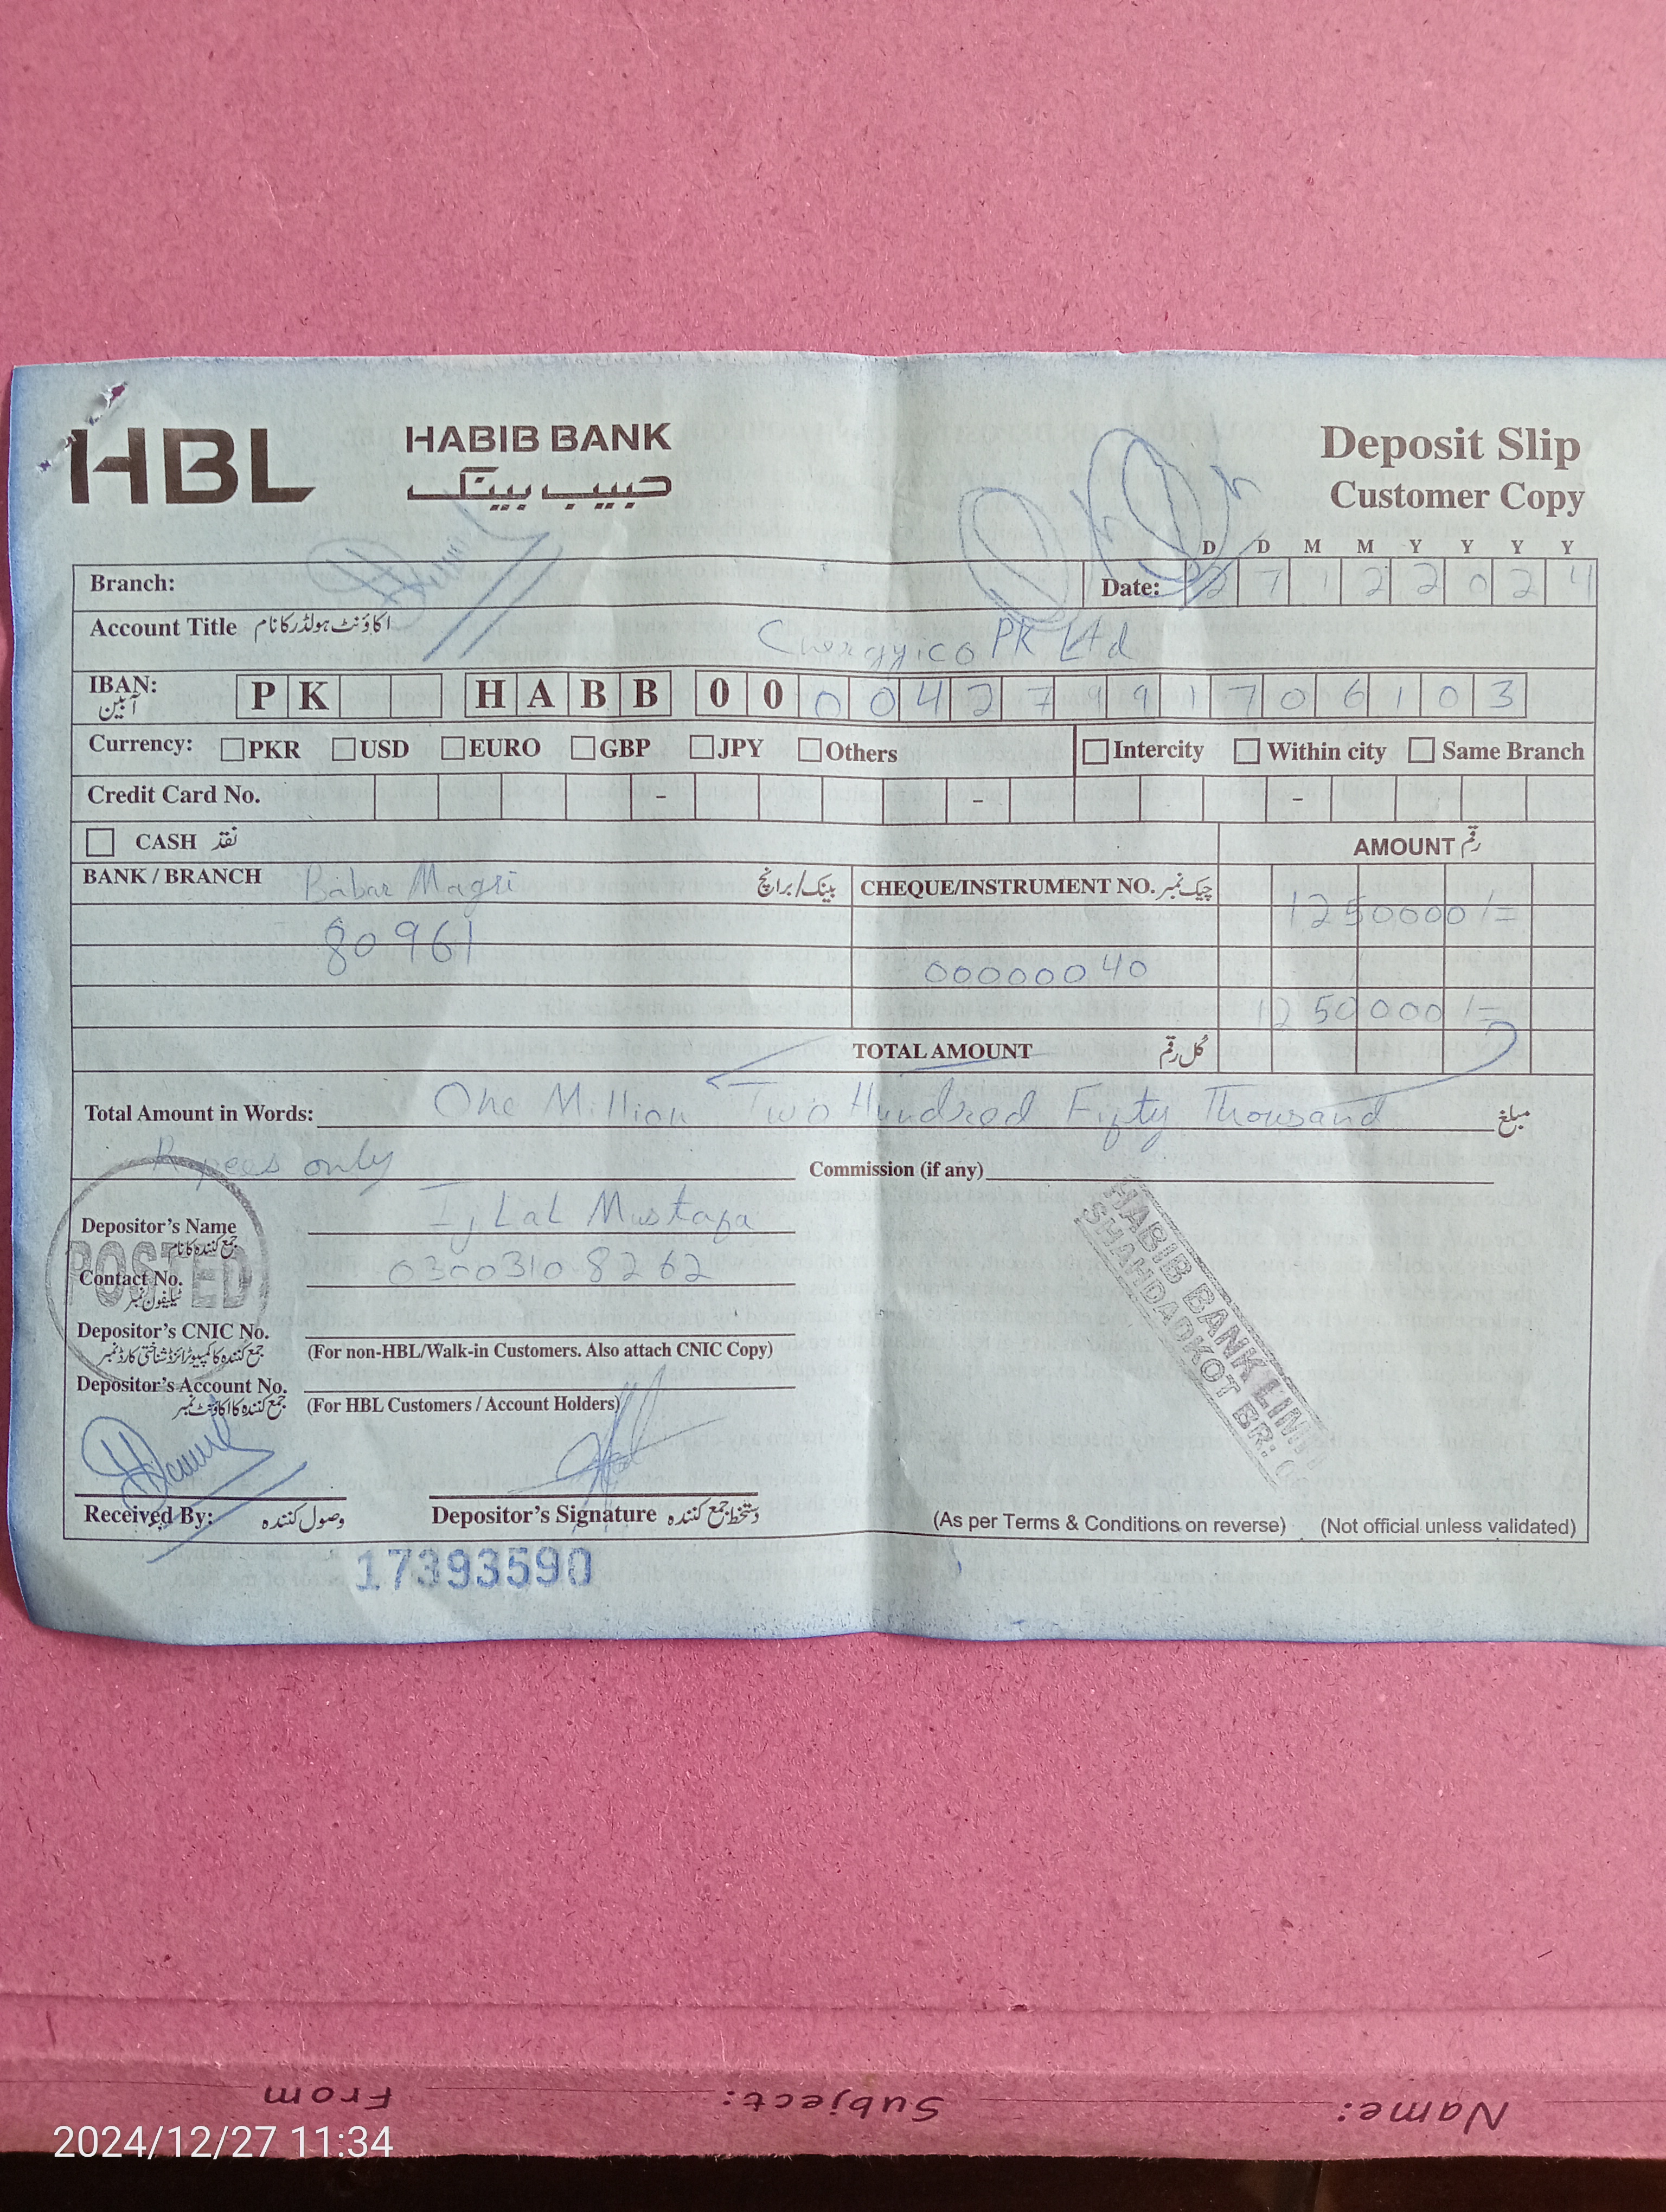 HBL HABIB BANK Deposit Slip
حبیب بینک Customer Copy
D D M M Y Y Y Y
Branch: Date: 2 7 1 2 2 0 2 4
Account Title اکاؤنٹ ہولڈر کا نام Cnergyico PK Ltd
IBAN: P K H A B B 0 0 0 0 4 2 7 9 9 1 7 0 6 1 0 3
آئبین
Currency: PKR USD EURO GBP JPY Others Intercity Within city Same Branch
Credit Card No. - - -
CASH نقد AMOUNT رقم
BANK / BRANCH Babar Magsi بینک/برانچ CHEQUE/INSTRUMENT NO. چیک نمبر
1250000/=
80961
00000040
1250000/=
TOTAL AMOUNT کل رقم
Total Amount in Words: One Million Two Hundred Fifty Thousand مبلغ
Rupees only Commission (if any)
Depositor's Name Lal Mustafa
جمع کنندہ کا نام
POSTED
Contact No. 03003108262
ٹیلیفون نمبر
Depositor's CNIC No.
جمع کنندہ کا کمپیوٹرائزڈ شناختی کارڈ نمبر (For non-HBL/Walk-in Customers. Also attach CNIC Copy)
Depositor's Account No.
جمع کنندہ کا اکاؤنٹ نمبر (For HBL Customers / Account Holders)
HABIB BANK LIMI
SHAHDADKOT BR:
Received By: وصول کنندہ Depositor's Signature دستخط جمع کنندہ (As per Terms & Conditions on reverse) (Not official unless validated)
17393590
Name: Subject: From
2024/12/27 11:34